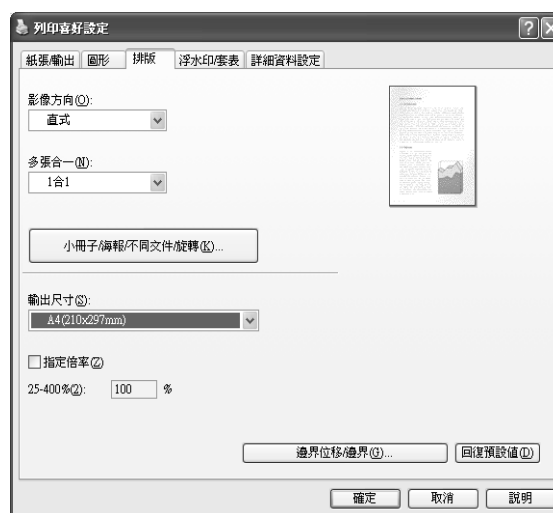 列印喜好設定
紙張/輸出 圖形 排版 浮水印/套表 詳細資料設定
影像方向(O):
直式
多張合一(N):
1合1
小冊子/海報/不同文件/旋轉(K)...
輸出尺寸(S):
A4(210x297mm)
指定倍率(Z)
25-400%(2): 100 %
邊界位移/邊界(G)... 回復預設值(D)
確定 取消 說明